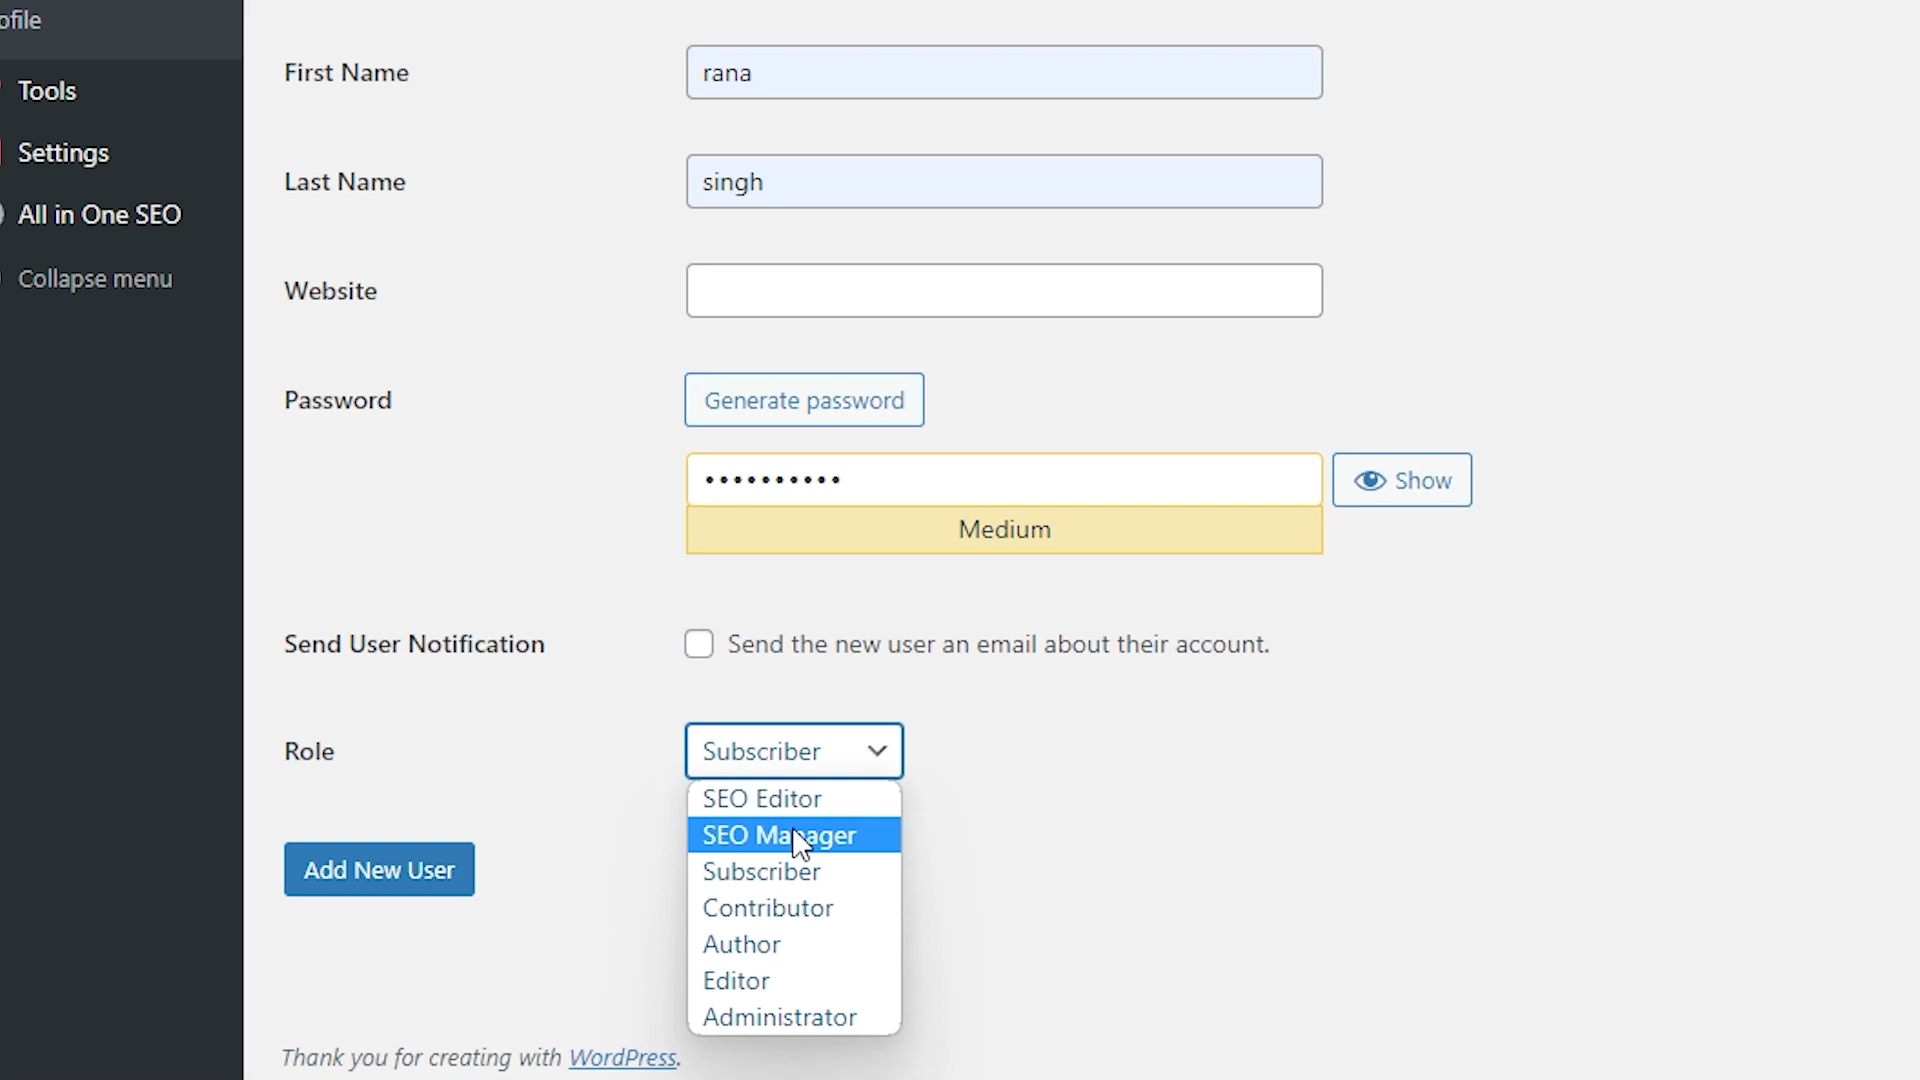 ofile
Tools
Settings
All in One SEO
Collapse menu
First Name
rana
Last Name
singh
Website
Password
Generate password
••••••••••
Show
Medium
Send User Notification
Send the new user an email about their account.
Role
Subscriber
SEO Editor
SEO Manager
Subscriber
Contributor
Author
Editor
Administrator
Add New User
Thank you for creating with WordPress.